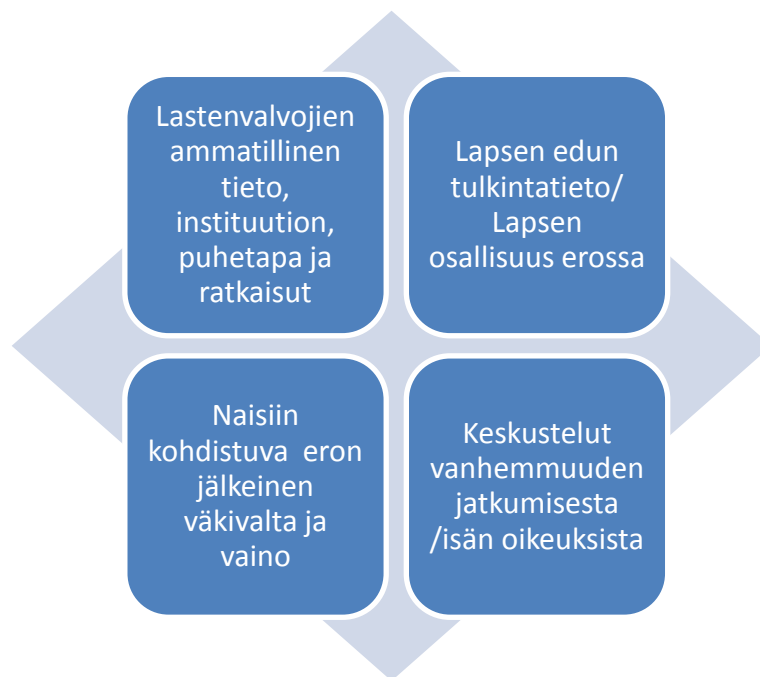 Lastenvalvojien
ammatillinen
tieto,
instituution,
puhetapa ja
ratkaisut
Lapsen edun
tulkintatieto/
Lapsen
osallisuus erossa
Naisiin
kohdistuva eron
jälkeinen
väkivalta ja
vaino
Keskustelut
vanhemmuuden
jatkumisesta
/isän oikeuksista